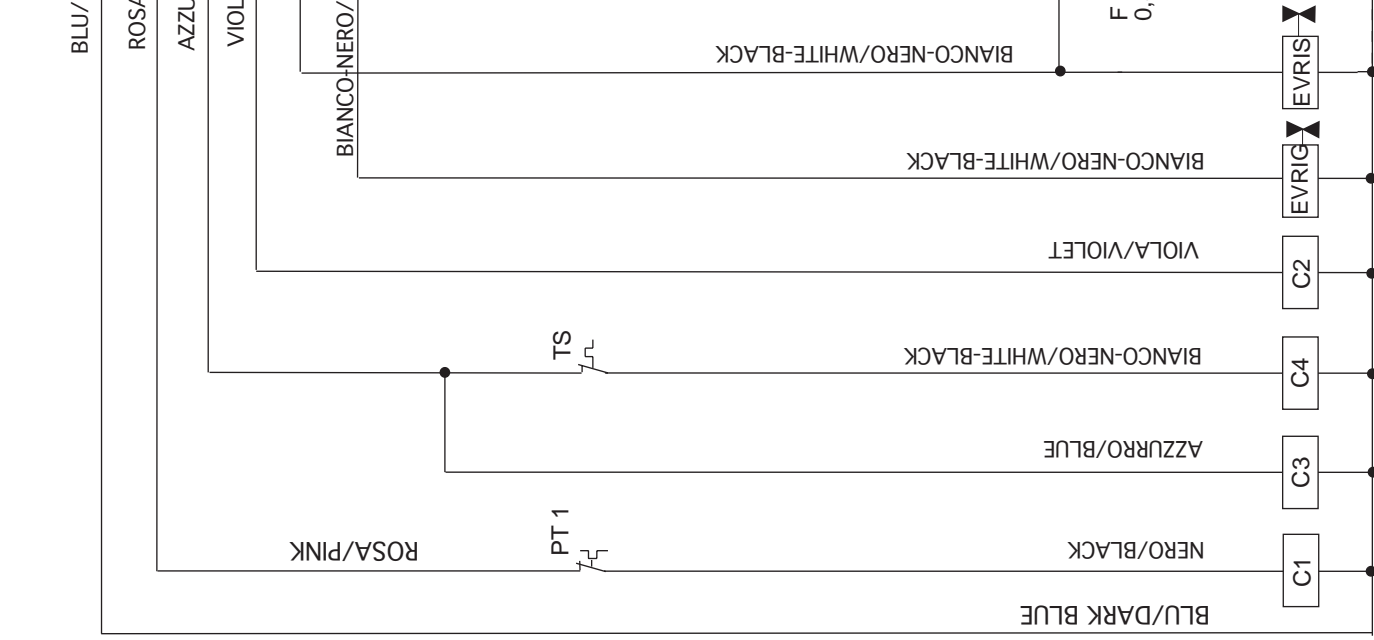 BLU/
ROSA
AZZU
VIOL
BIANCO-NERO/
F
0,
BIANCO-NERO/WHITE-BLACK
EVRIS
BIANCO-NERO/WHITE-BLACK
EVRIG
VIOLA/VIOLET
C2
TS
BIANCO-NERO/WHITE-BLACK
C4
AZZURRO/BLUE
C3
ROSA/PINK
PT 1
NERO/BLACK
C1
BLU/DARK BLUE